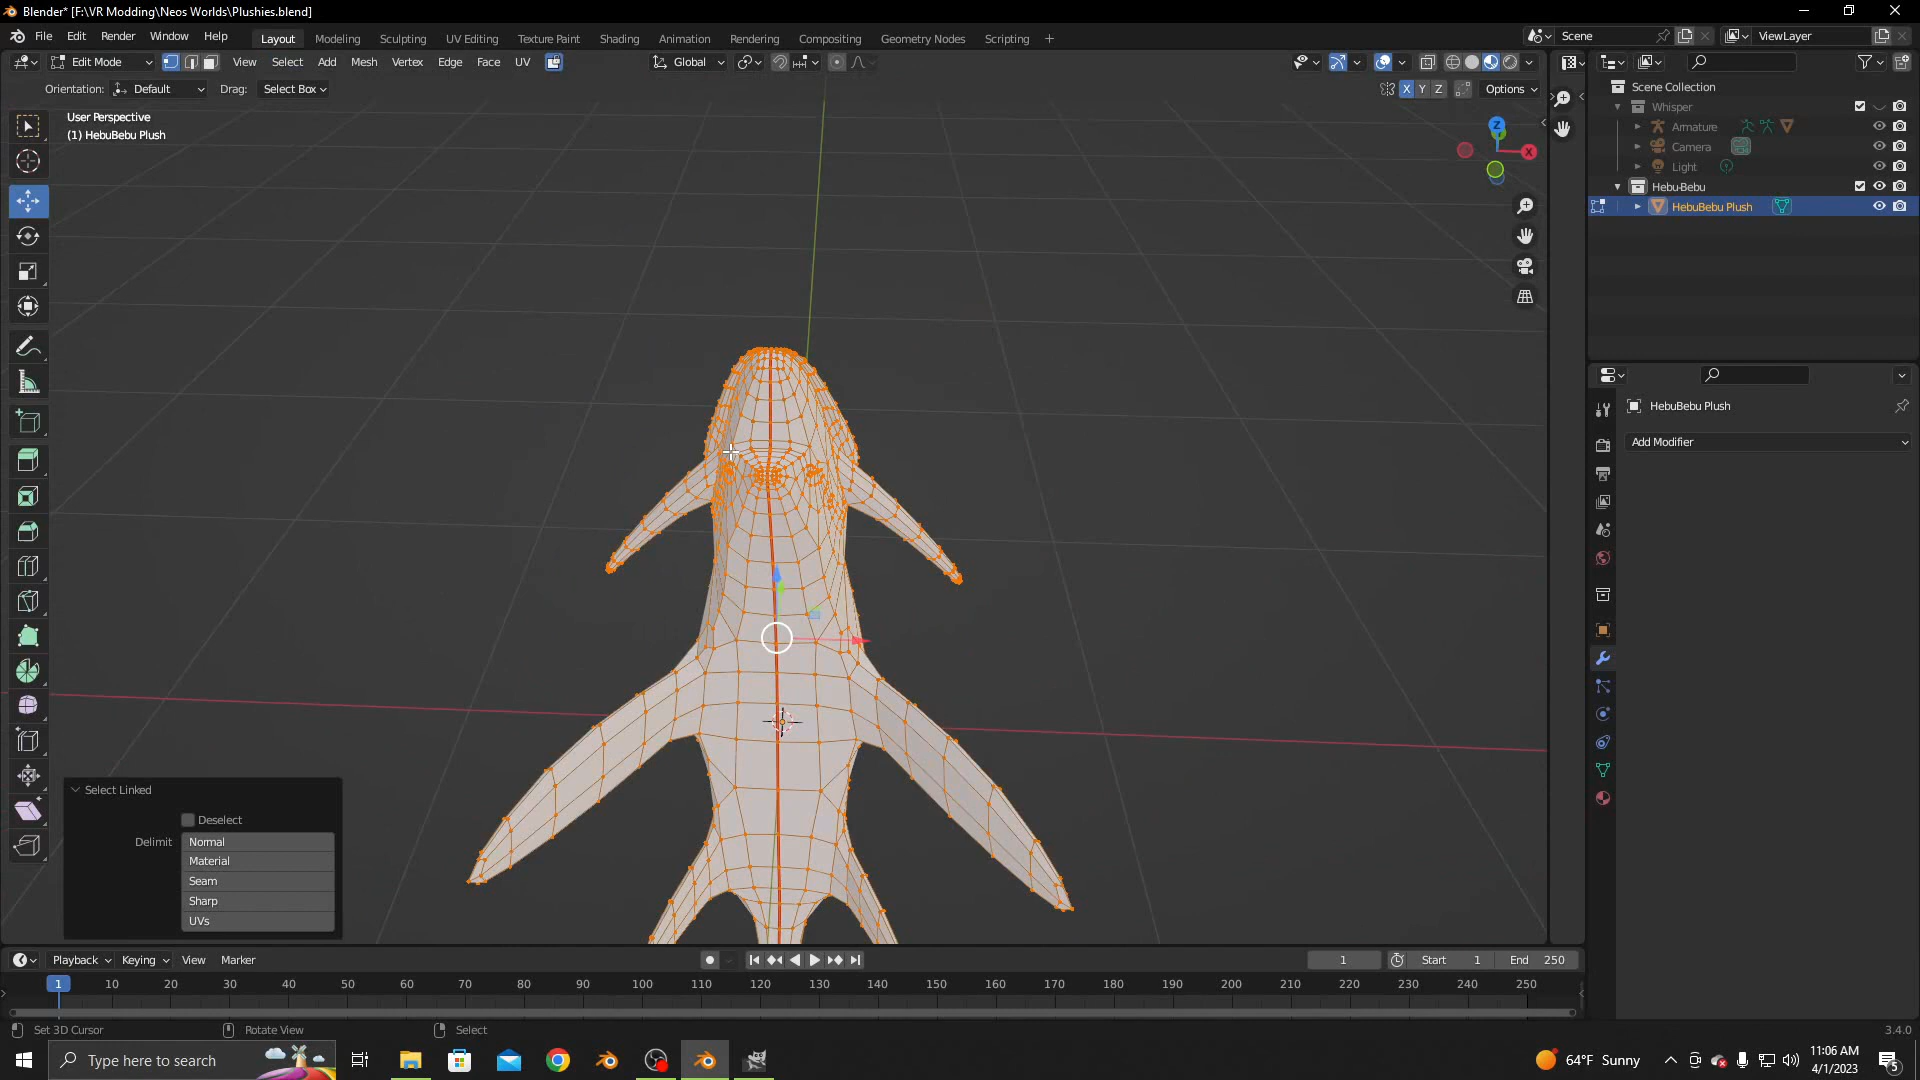 Blender* [F:\VR Modding\Neos Worlds\Plushies.blend]
File Edit Render Window Help Layout Modeling Sculpting UV Editing Texture Paint Shading Animation Rendering Compositing Geometry Nodes Scripting + Scene ViewLayer
Edit Mode View Select Add Mesh Vertex Edge Face UV Global
Orientation: Default Drag: Select Box X Y Z Options
User Perspective
(1) HebuBebu Plush
Z
X
Scene Collection
Whisper
Armature
Camera
Light
Hebu-Bebu
HebuBebu Plush
HebuBebu Plush
Add Modifier
Select Linked
Deselect
Delimit Normal
Material
Seam
Sharp
UVs
Playback Keying View Marker 1 Start 1 End 250
1 10 20 30 40 50 60 70 80 90 100 110 120 130 140 150 160 170 180 190 200 210 220 230 240 250
Set 3D Cursor Rotate View Select 3.4.0
Type here to search 64°F Sunny 11:06 AM
4/1/2023 5